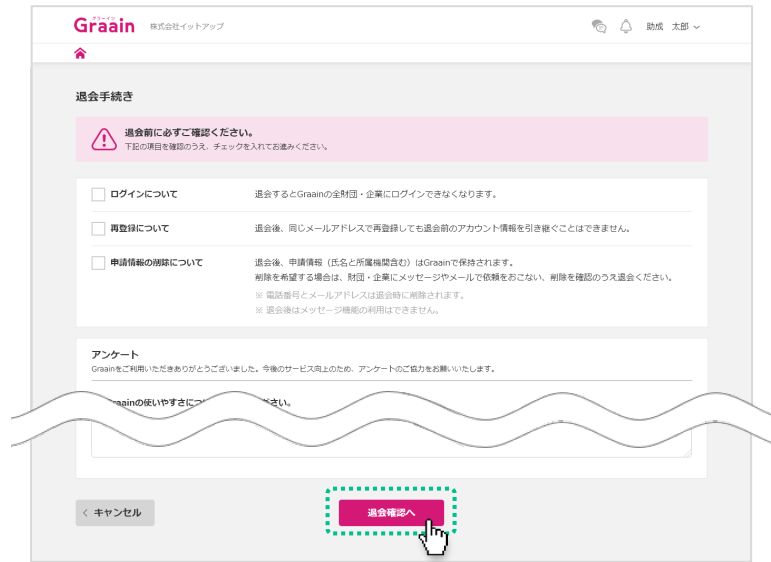 グラーイン
Graain 株式会社イットアップ 助成 太郎
退会手続き
退会前に必ずご確認ください。
下記の項目を確認のうえ、チェックを入れてお進みください。
ログインについて 退会するとGraainの全財団・企業にログインできなくなります。
再登録について 退会後、同じメールアドレスで再登録しても退会前のアカウント情報を引き継ぐことはできません。
申請情報の削除について 退会後、申請情報（氏名と所属機関含む）はGraainで保持されます。
削除を希望する場合は、財団・企業にメッセージやメールで依頼をおこない、削除を確認のうえ退会ください。
※ 電話番号とメールアドレスは退会時に削除されます。
※ 退会後はメッセージ機能の利用はできません。
アンケート
Graainをご利用いただきありがとうございました。今後のサービス向上のため、アンケートのご協力をお願いいたします。
raainの使いやすさにつ ださい。
キャンセル 退会確認へ